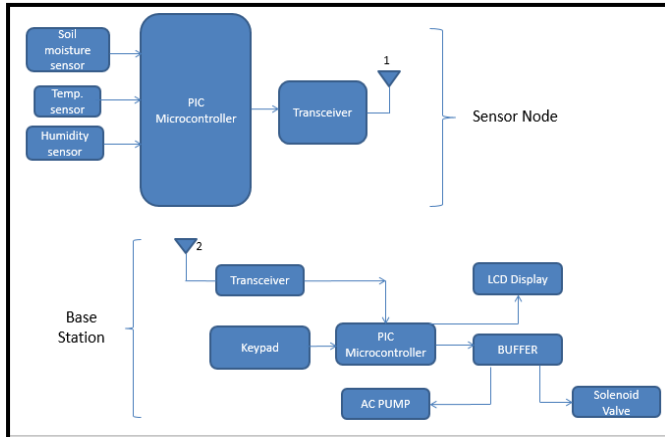 Soil
moisture
sensor
Temp.
sensor
Humidity
sensor
PIC
Microcontroller
Transceiver
1
Sensor Node
2
Transceiver
LCD Display
Base
Station
Keypad
PIC
Microcontroller
BUFFER
AC PUMP
Solenoid
Valve